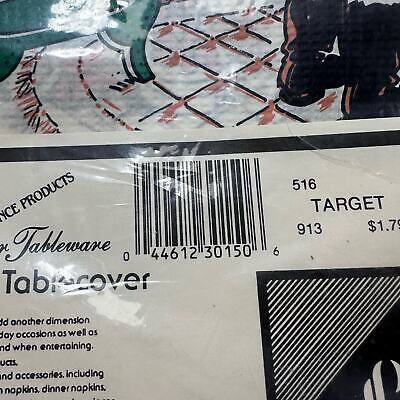 NCE PRODUCTS
r Tableware
Tablecover
0 44612 30150 6
516
TARGET
913 $1.79
dd another dimension
day occasions as well as
nd when entertaining.
ucts,
and accessories, including
n napkins, dinner napkins,